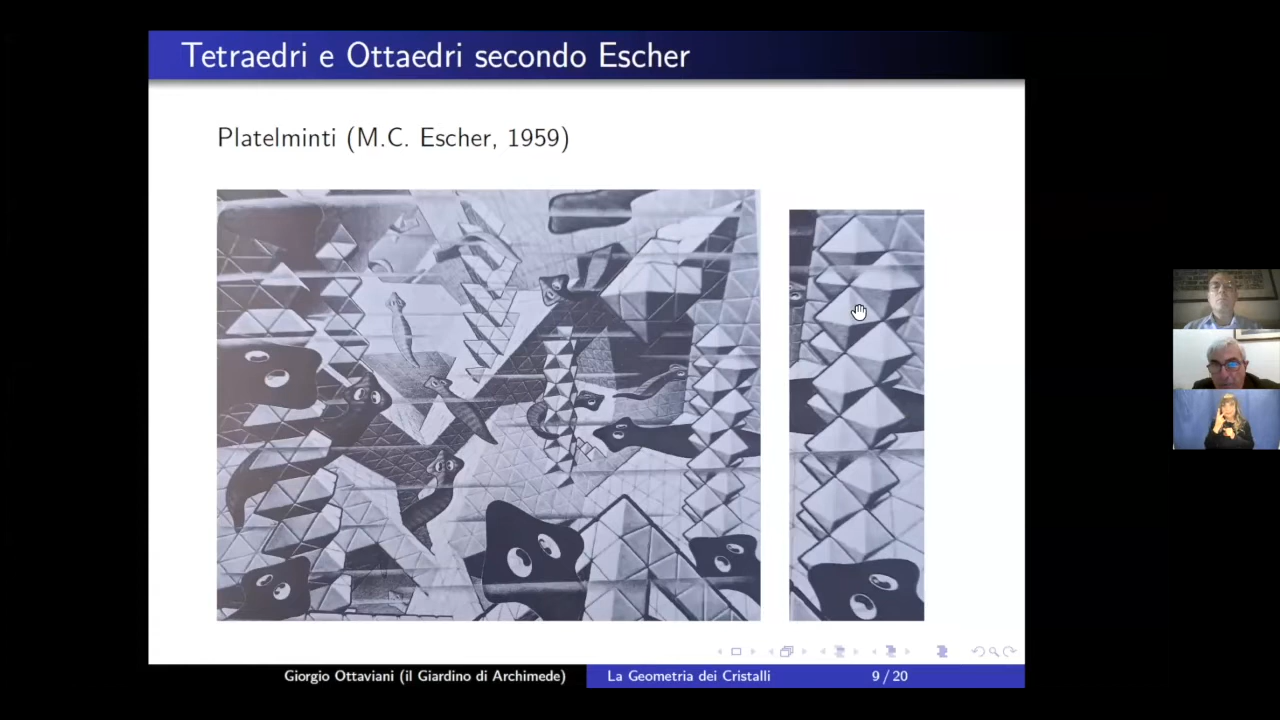 Tetraedri e Ottaedri secondo Escher
Platelminti (M.C. Escher, 1959)
Giorgio Ottaviani (il Giardino di Archimede)
La Geometria dei Cristalli
9 / 20